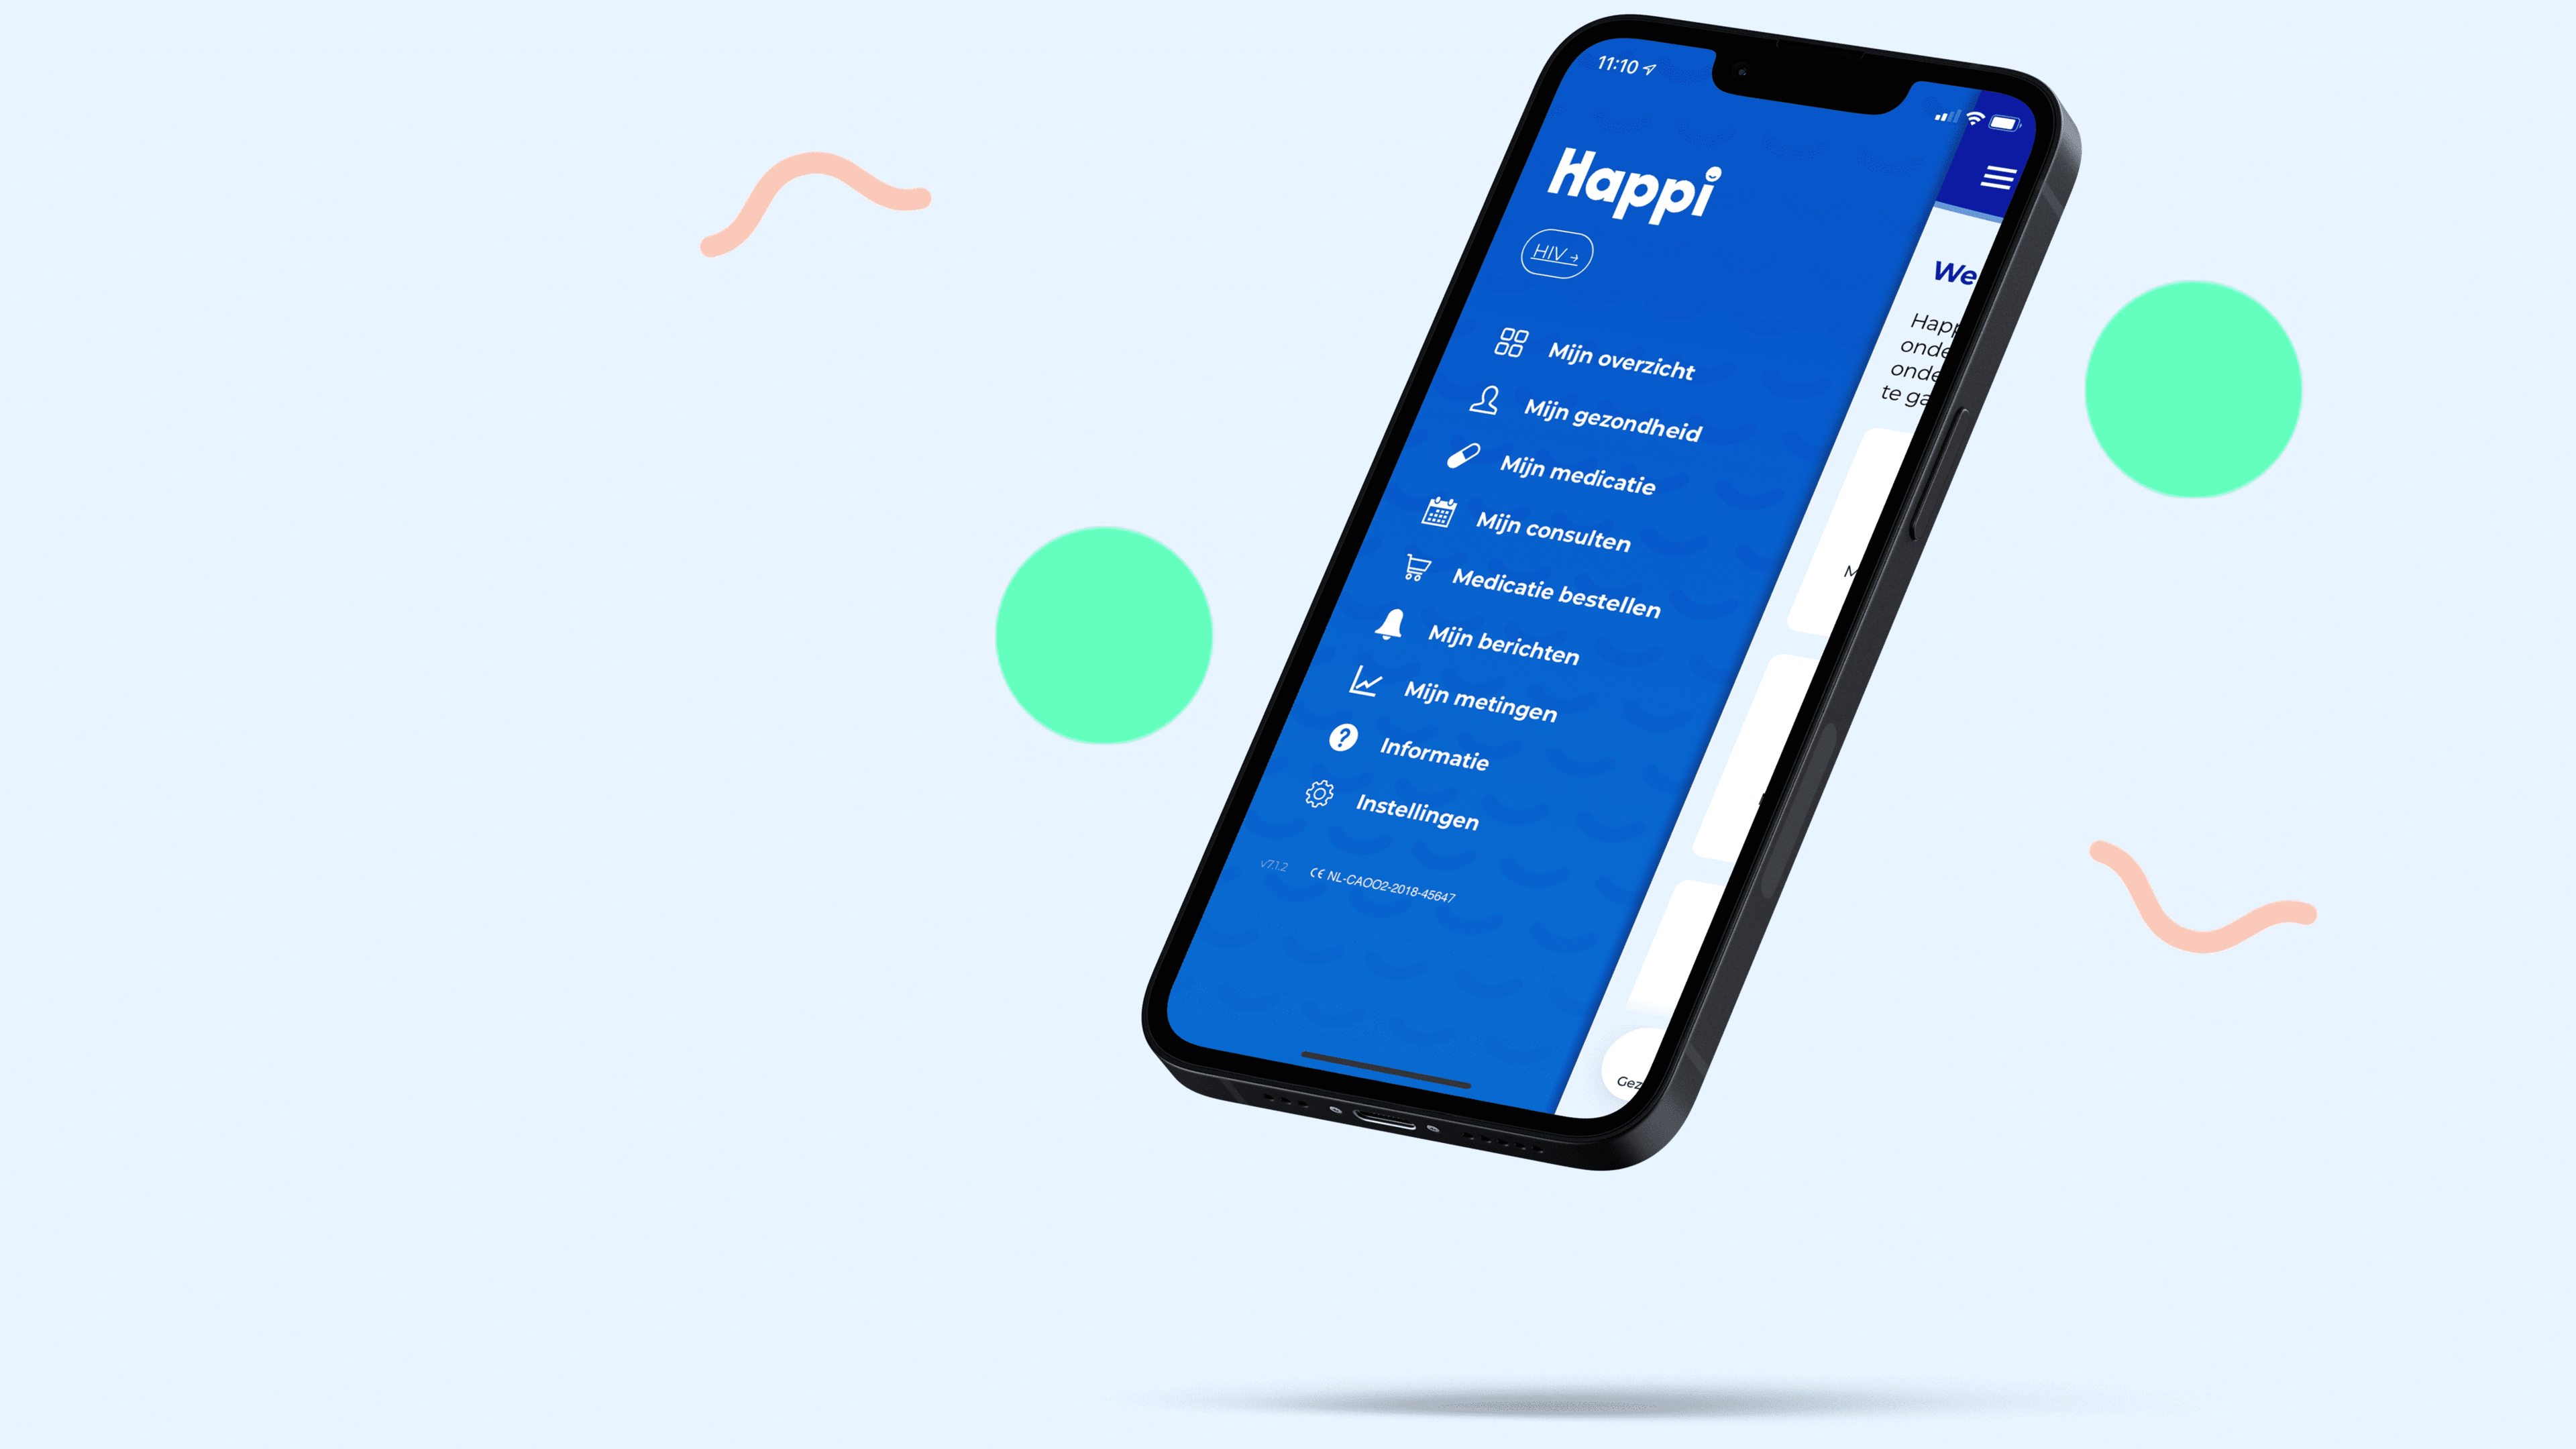 11:10
Happi
HIV →
Mijn overzicht
Mijn gezondheid
Mijn medicatie
Mijn consulten
Medicatie bestellen
Mijn berichten
Mijn metingen
Informatie
Instellingen
v7.1.2 CE NL-CA002-2018-45647
We
Happ
onde
onde
te ga
M
Gez